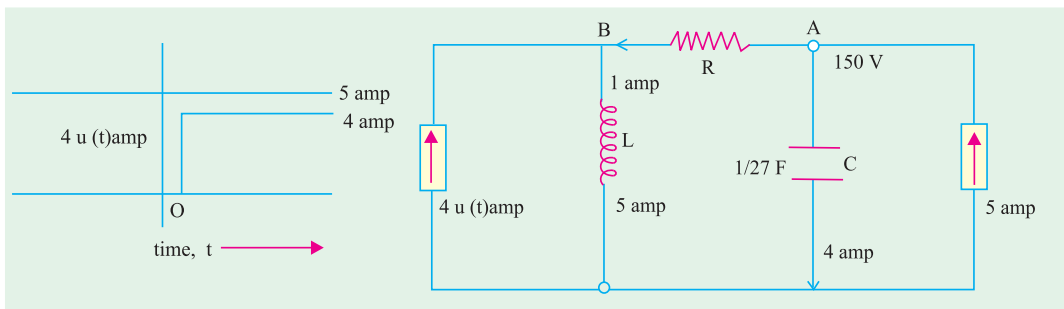 5 amp
4 amp
4 u (t)amp
O
time, t
B
R
A
150 V
1 amp
L
1/27 F
C
4 u (t)amp
5 amp
5 amp
4 amp